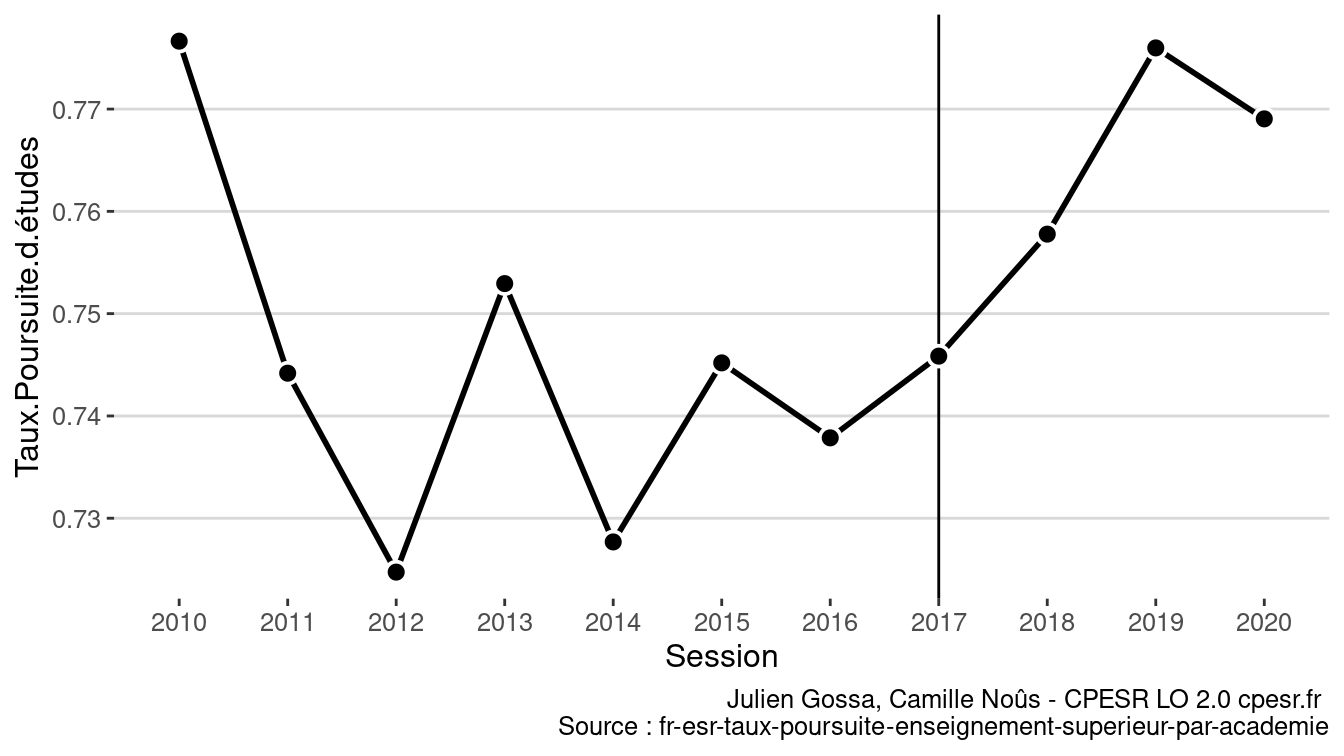 Taux.Poursuite.d.études
0.77
0.76
0.75
0.74
0.73
2010 2011 2012 2013 2014 2015 2016 2017 2018 2019 2020
Session
Julien Gossa, Camille Noûs - CPESR LO 2.0 cpesr.fr
Source : fr-esr-taux-poursuite-enseignement-superieur-par-academie